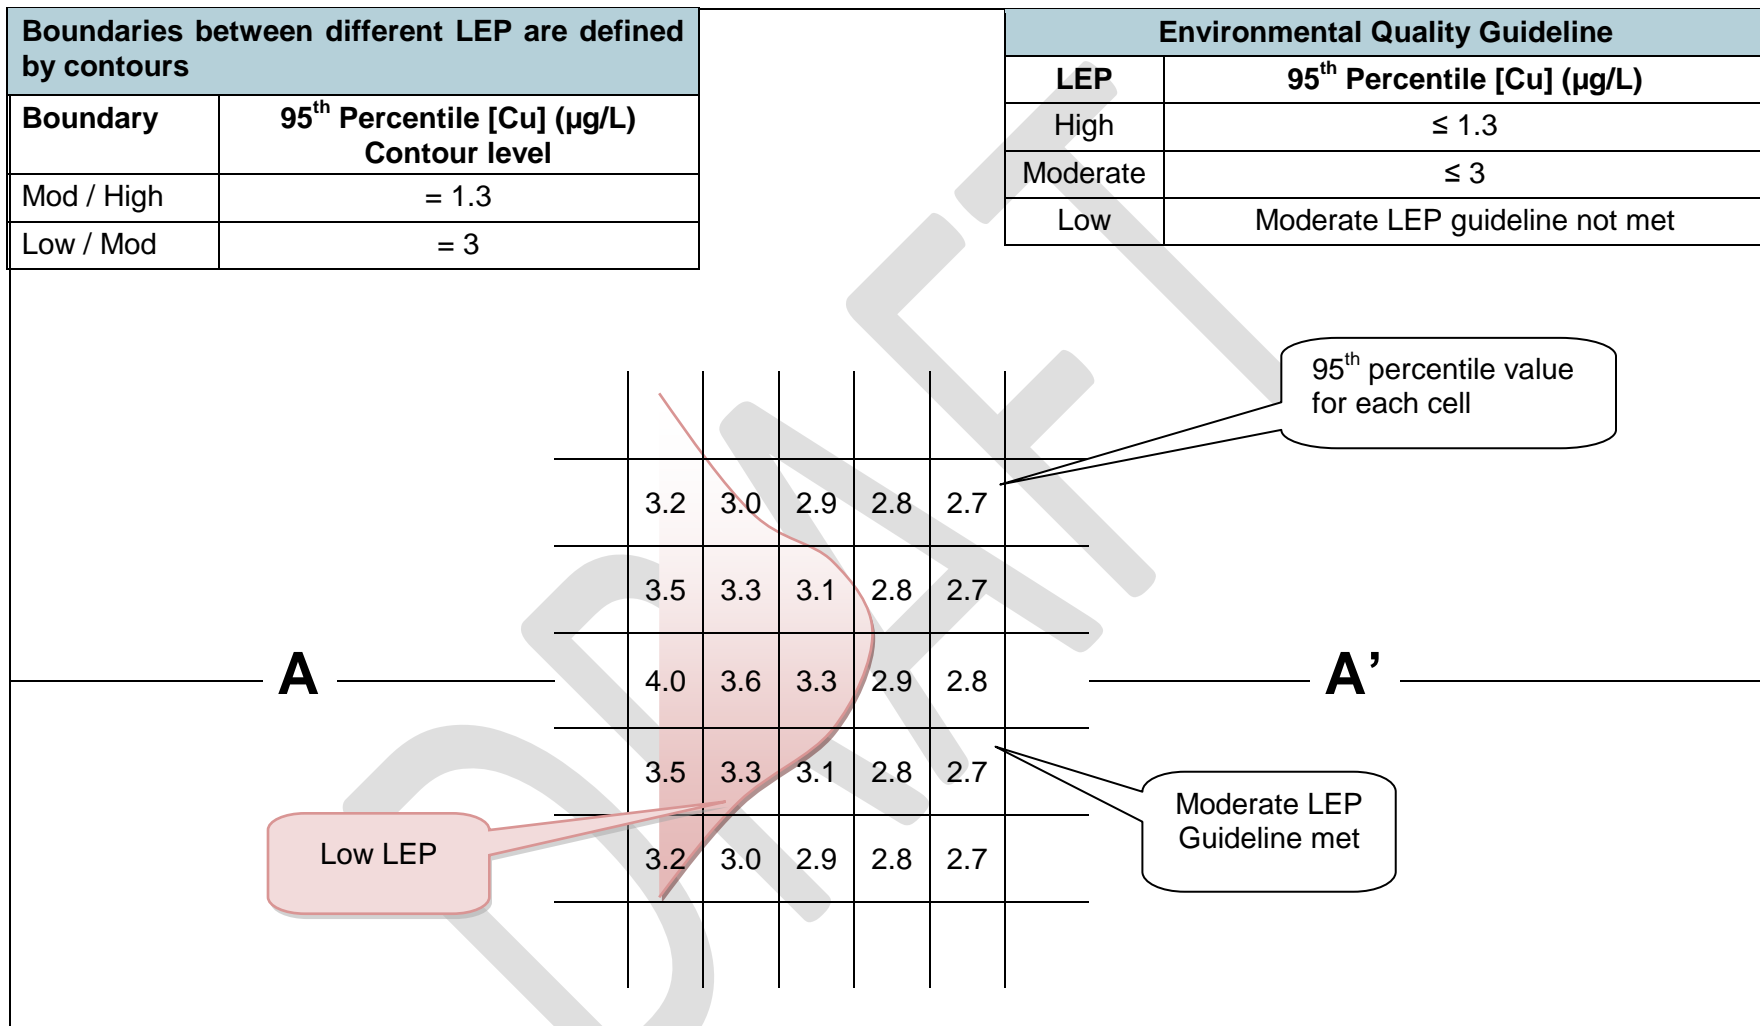 Boundaries between different LEP are defined
by contours
Boundary 95th Percentile [Cu] (µg/L)
Contour level
Mod / High = 1.3
Low / Mod = 3
Environmental Quality Guideline
LEP 95th Percentile [Cu] (µg/L)
High ≤ 1.3
Moderate ≤ 3
Low Moderate LEP guideline not met
95th percentile value
for each cell
3.2 3.0 2.9 2.8 2.7
3.5 3.3 3.1 2.8 2.7
A 4.0 3.6 3.3 2.9 2.8 A’
3.5 3.3 3.1 2.8 2.7
Moderate LEP
Guideline met
Low LEP
3.2 3.0 2.9 2.8 2.7
DRAFT